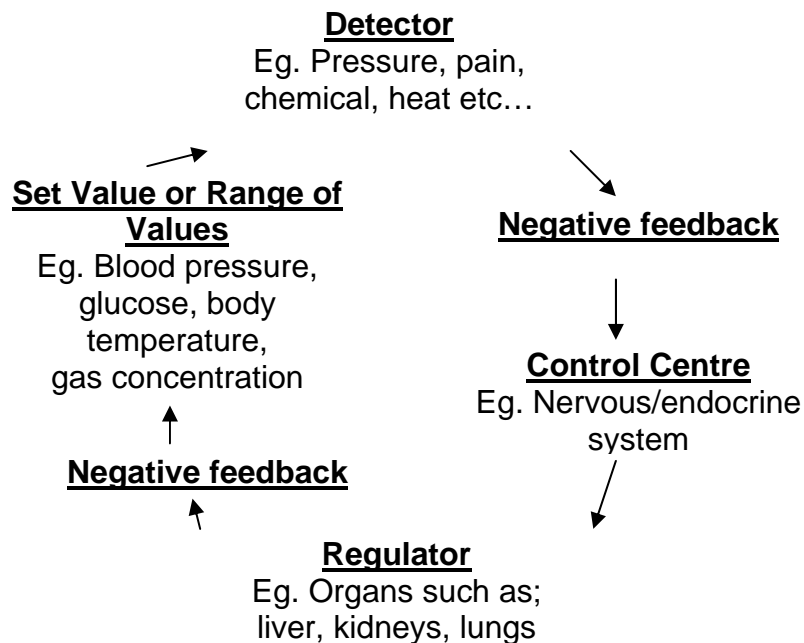 Detector
Eg. Pressure, pain,
chemical, heat etc…
Set Value or Range of
Values
Eg. Blood pressure,
glucose, body
temperature,
gas concentration
Negative feedback
Control Centre
Eg. Nervous/endocrine
system
Negative feedback
Regulator
Eg. Organs such as;
liver, kidneys, lungs